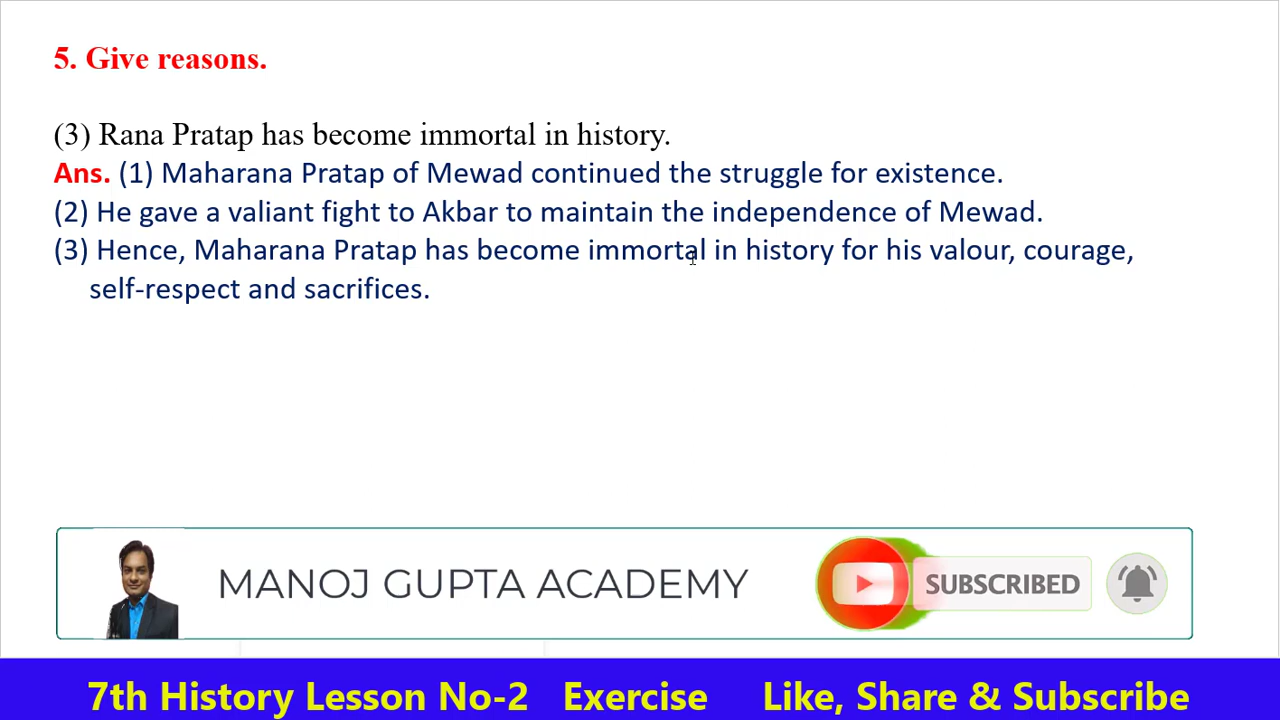 5. Give reasons.
(3) Rana Pratap has become immortal in history.
Ans. (1) Maharana Pratap of Mewad continued the struggle for existence.
(2) He gave a valiant fight to Akbar to maintain the independence of Mewad.
(3) Hence, Maharana Pratap has become immortal in history for his valour, courage,
self-respect and sacrifices.
MANOJ GUPTA ACADEMY
SUBSCRIBED
7th History Lesson No-2 Exercise Like, Share & Subscribe